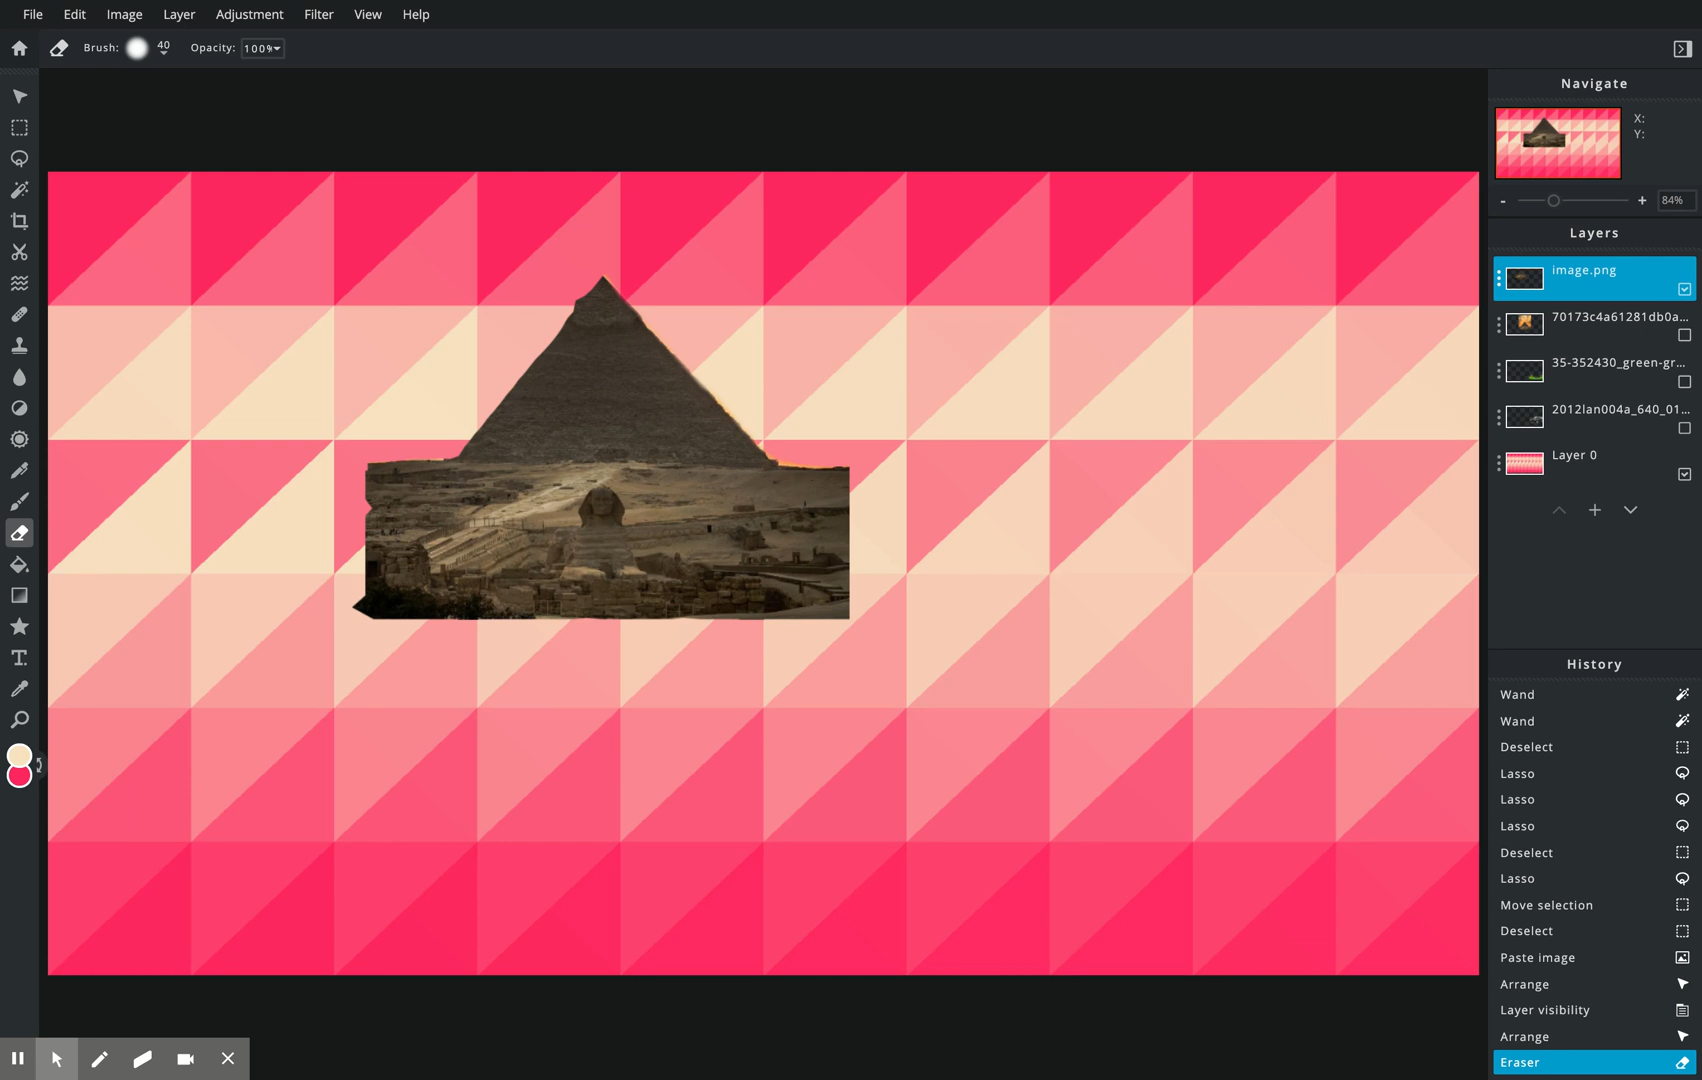 File Edit Image Layer Adjustment Filter View Help
Brush: 40 Opacity: 100%
Navigate
X:
Y:
- + 84%
Layers
image.png
70173c4a61281db0a...
35-352430_green-gr...
2012lan004a_640_01...
Layer 0
History
Wand
Wand
Deselect
Lasso
Lasso
Lasso
Deselect
Lasso
Move selection
Deselect
Paste image
Arrange
Layer visibility
Arrange
Eraser